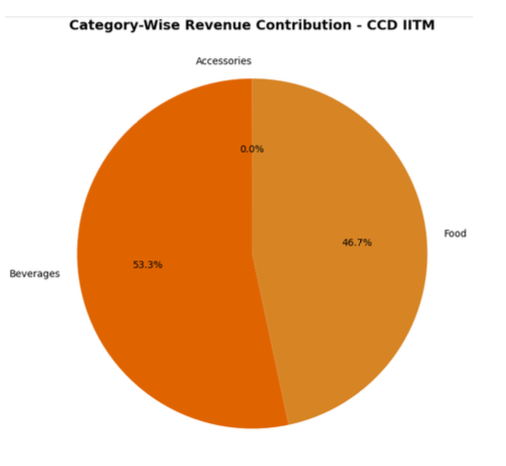 Category-Wise Revenue Contribution - CCD IITM
Accessories
0.0%
46.7%
Food
53.3%
Beverages